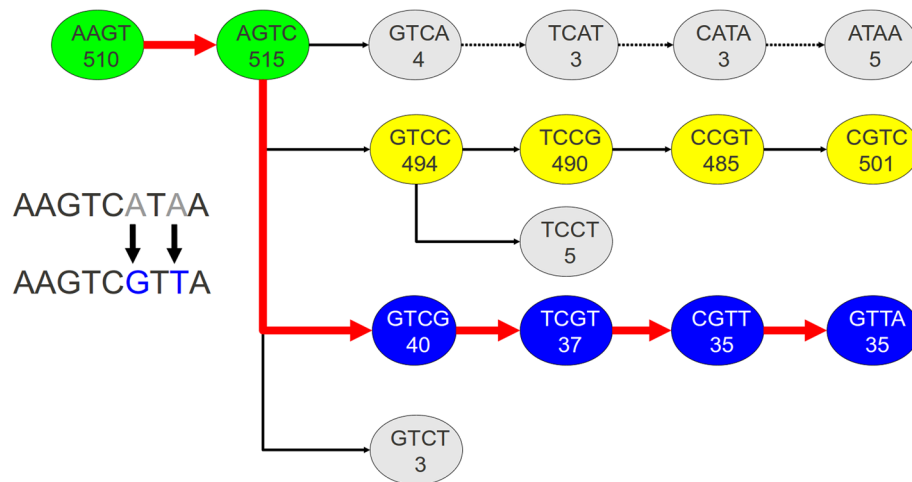 AAGT
510
AGTC
515
GTCA
4
TCAT
3
CATA
3
ATAA
5
GTCC
494
TCCG
490
CCGT
485
CGTC
501
TCCT
5
AAGTCATAA
AAGTCGTTA
GTCG
40
TCGT
37
CGTT
35
GTTA
35
GTCT
3